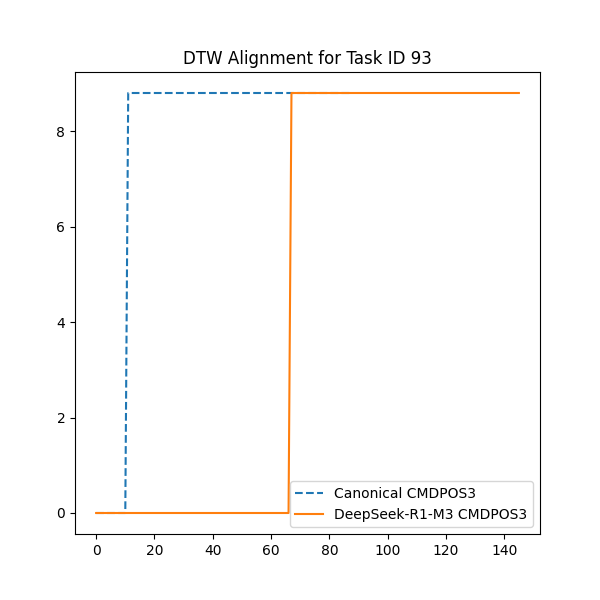 DTW Alignment for Task ID 93
8
6
4
2
0
0 20 40 60 80 100 120 140
Canonical CMDPOS3
DeepSeek-R1-M3 CMDPOS3